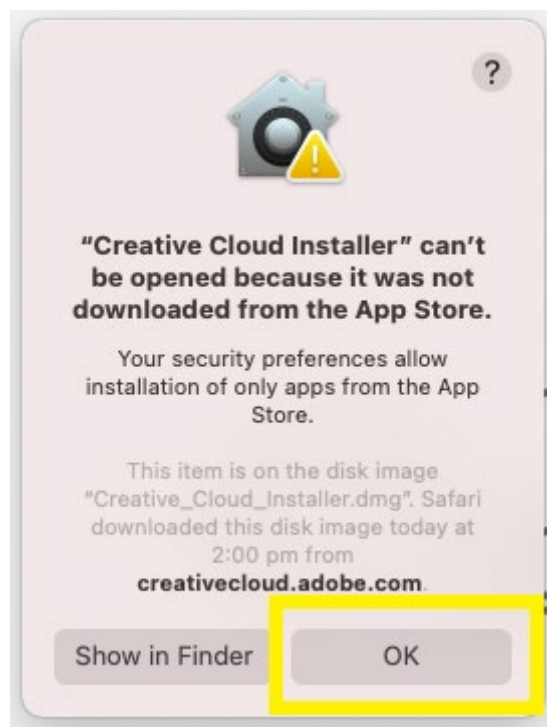 ?
“Creative Cloud Installer” can’t
be opened because it was not
downloaded from the App Store.
Your security preferences allow
installation of only apps from the App
Store.
This item is on the disk image
“Creative_Cloud_Installer.dmg”. Safari
downloaded this disk image today at
2:00 pm from
creativecloud.adobe.com.
Show in Finder
OK